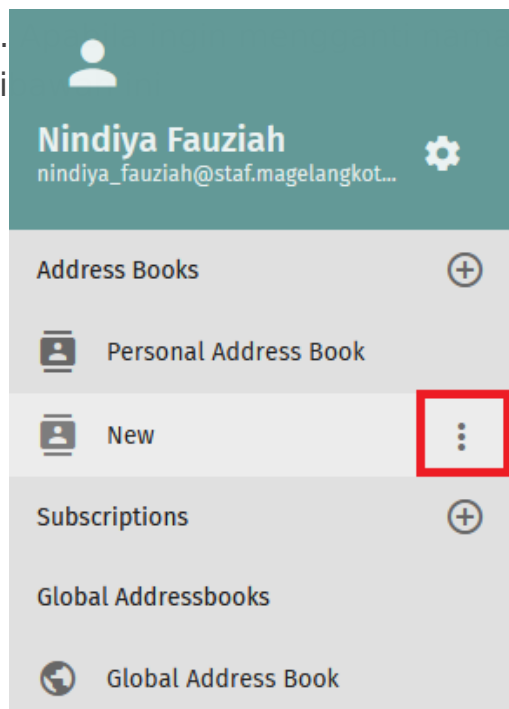 .
i
Nindiya Fauziah
nindiya_fauziah@staf.magelangkot...
Address Books
Personal Address Book
New
Subscriptions
Global Addressbooks
Global Address Book